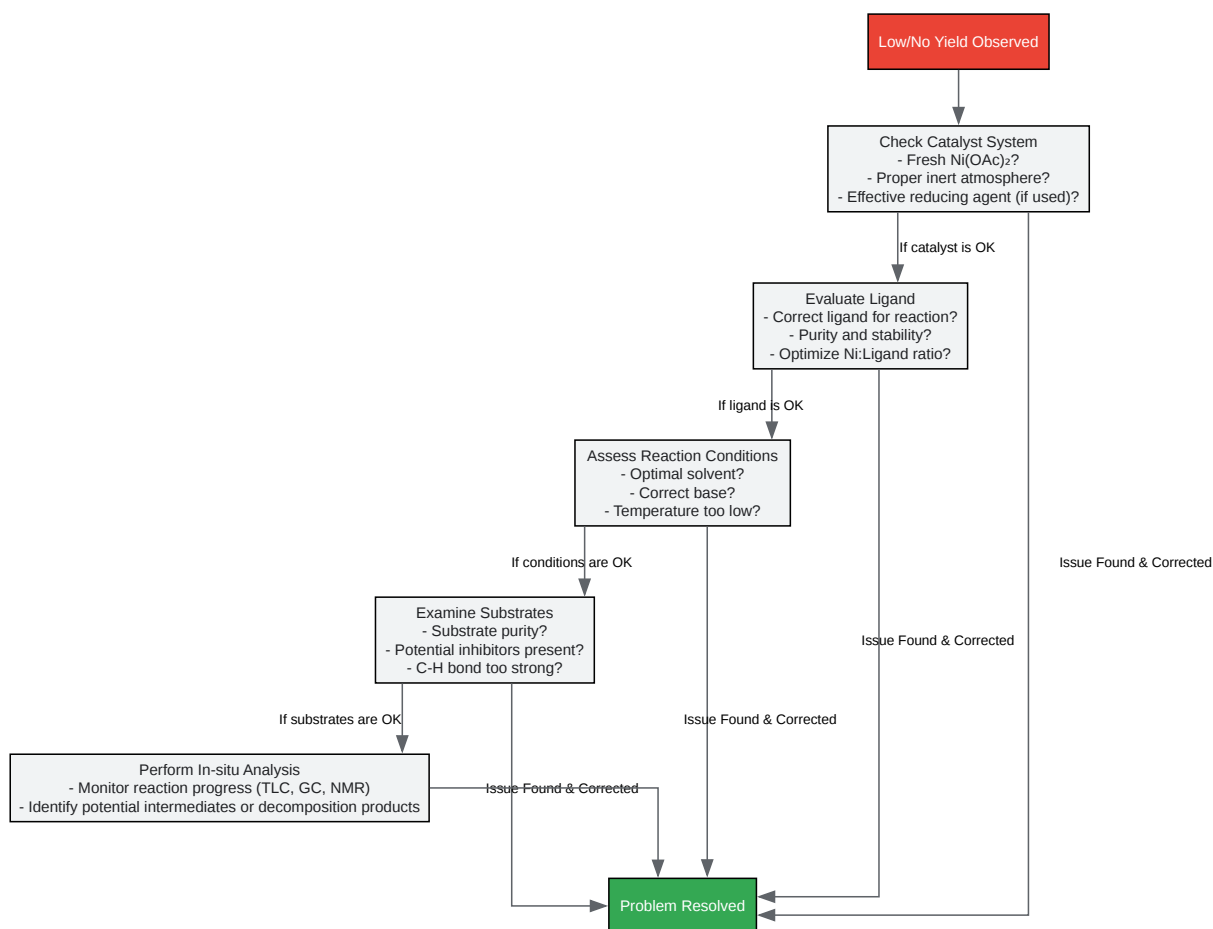 Low/No Yield Observed
Check Catalyst System
- Fresh Ni(OAc)₂?
- Proper inert atmosphere?
- Effective reducing agent (if used)?
If catalyst is OK
Evaluate Ligand
- Correct ligand for reaction?
- Purity and stability?
- Optimize Ni:Ligand ratio?
If ligand is OK
Assess Reaction Conditions
- Optimal solvent?
- Correct base?
- Temperature too low?
If conditions are OK
Issue Found & Corrected
Examine Substrates
- Substrate purity?
- Potential inhibitors present?
- C-H bond too strong?
Issue Found & Corrected
If substrates are OK
Issue Found & Corrected
Perform In-situ Analysis
- Monitor reaction progress (TLC, GC, NMR)
- Identify potential intermediates or decomposition products
Issue Found & Corrected
Problem Resolved